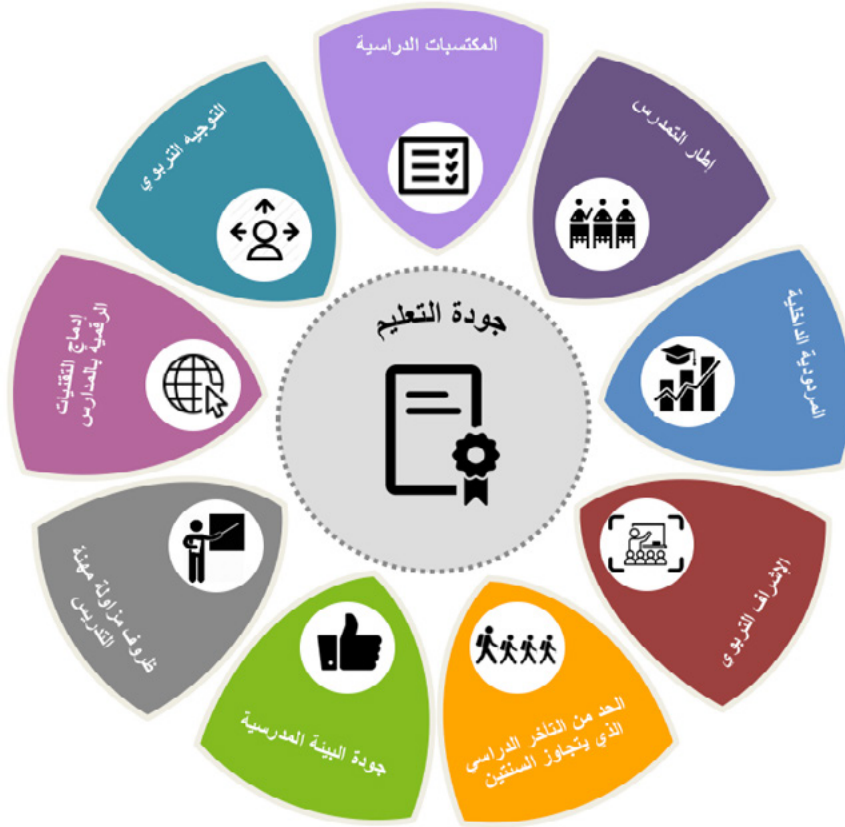 جودة التعليم
المكتسبات الدراسية
إطار التمدرس
المردودية الداخلية
الإشراف التربوي
الحد من التأخر الدراسي
الذي يتجاوز السنتين
جودة البيئة المدرسية
ظروف مزاولة مهنة
التدريس
إدماج التقنيات
الرقمية بالمدارس
التوجيه التربوي